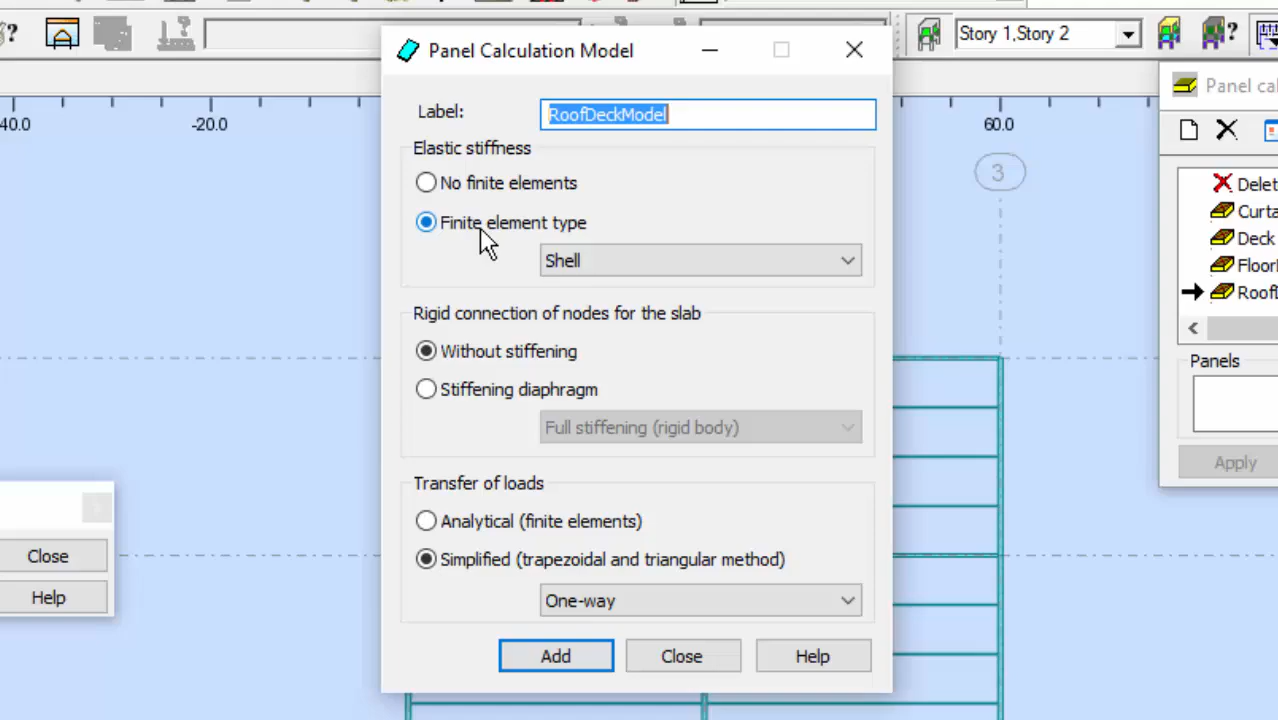 ?
Story 1,Story 2
?
Panel Calculation Model
Panel cal
Label:
RoofDeckModel
Elastic stiffness
No finite elements
Finite element type
Shell
Rigid connection of nodes for the slab
Without stiffening
Stiffening diaphragm
Full stiffening (rigid body)
Transfer of loads
Analytical (finite elements)
Simplified (trapezoidal and triangular method)
One-way
Add
Close
Help
40.0
-20.0
60.0
3
Delet
Curta
Deck
Floor
Roof
Panels
Apply
Close
Help